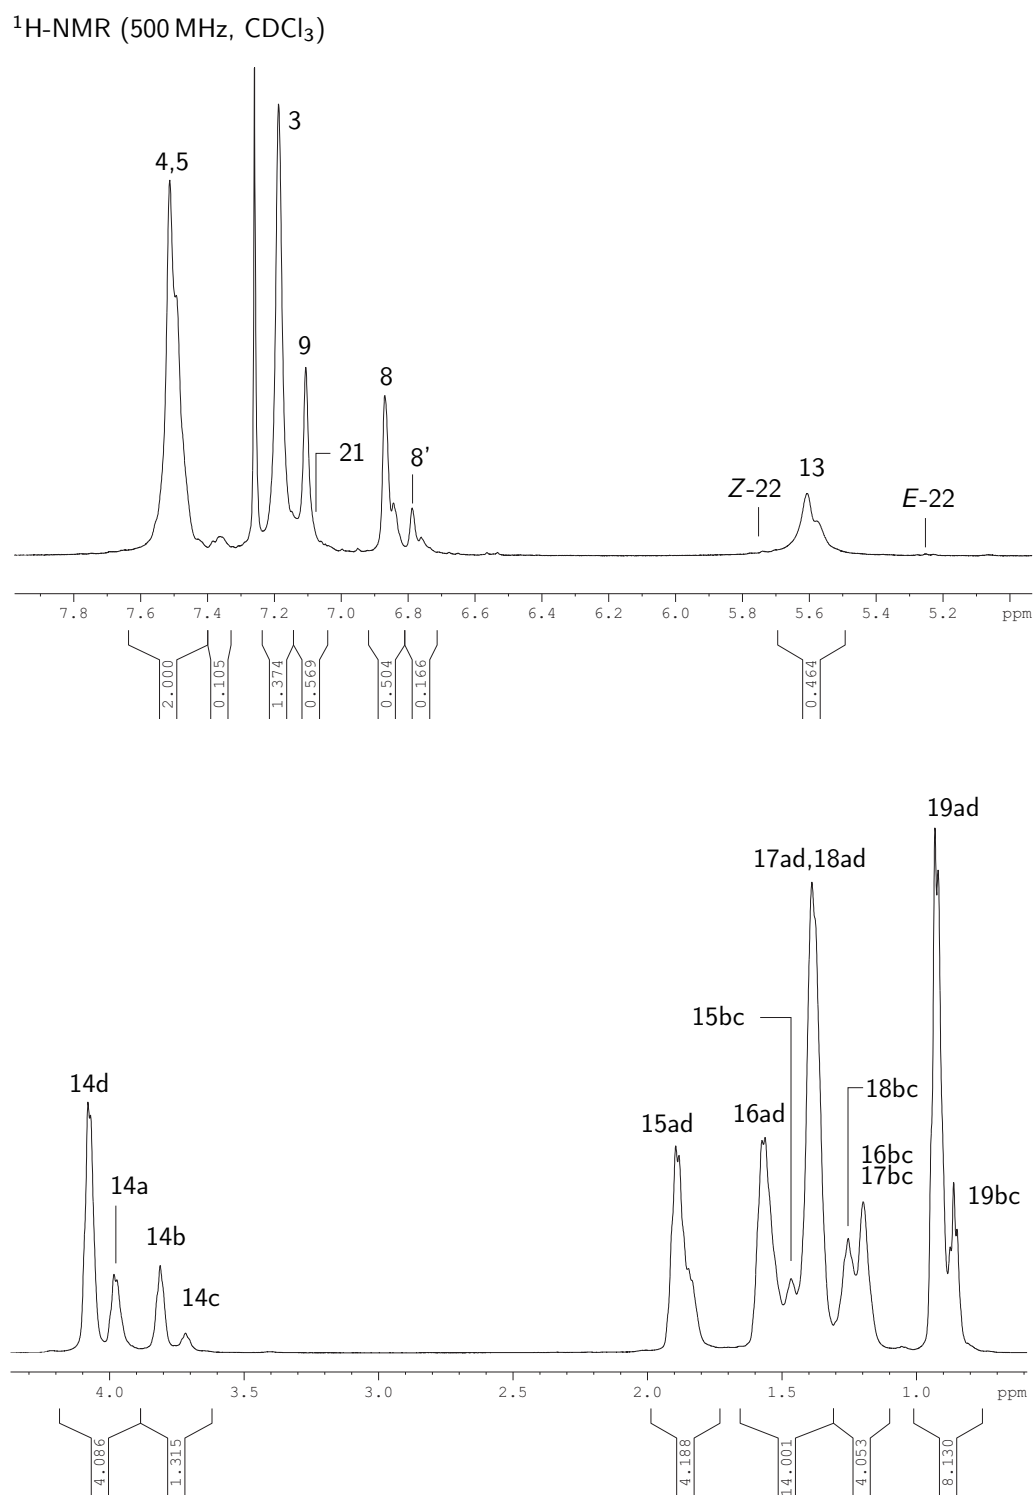 ¹H-NMR (500 MHz, CDCl₃)
4,5
3
9
21
8
8'
Z-22
13
E-22
7.8 7.6 7.4 7.2 7.0 6.8 6.6 6.4 6.2 6.0 5.8 5.6 5.4 5.2 ppm
2.000 0.105 1.374 0.569 0.504 0.166 0.464
19ad
17ad,18ad
15bc
14d
18bc
16ad
15ad
16bc
17bc
14a
19bc
14b
14c
4.0 3.5 3.0 2.5 2.0 1.5 1.0 ppm
4.086 1.315 4.188 14.001 4.053 8.130